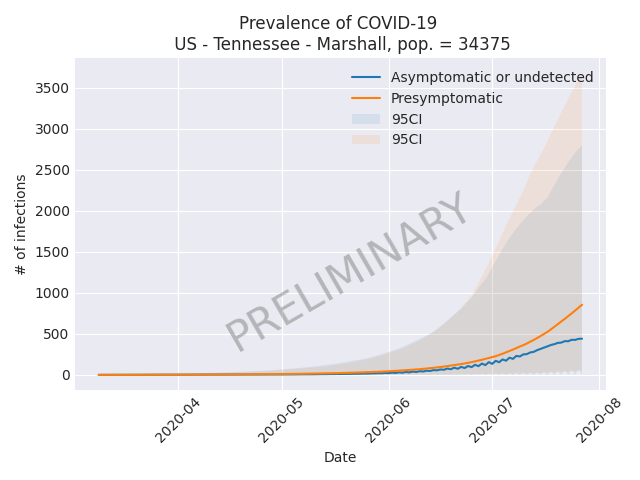 Prevalence of COVID-19
US - Tennessee - Marshall, pop. = 34375
Asymptomatic or undetected
Presymptomatic
95CI
95CI
# of infections
3500
3000
2500
2000
1500
1000
500
0
PRELIMINARY
2020-04
2020-05
2020-06
2020-07
2020-08
Date